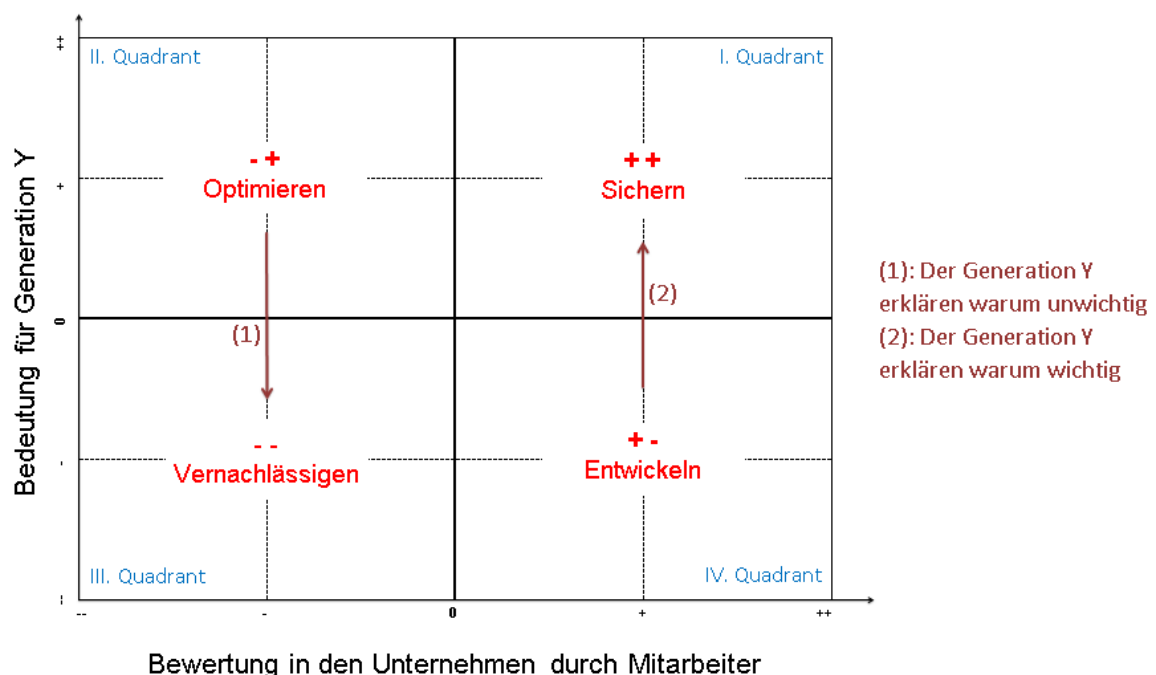 Bedeutung für Generation Y
++
+
0
-
--
II. Quadrant
I. Quadrant
- +
Optimieren
+ +
Sichern
(1)
(2)
- -
Vernachlässigen
+ -
Entwickeln
III. Quadrant
IV. Quadrant
--
-
0
+
++
Bewertung in den Unternehmen durch Mitarbeiter
(1): Der Generation Y
erklären warum unwichtig
(2): Der Generation Y
erklären warum wichtig